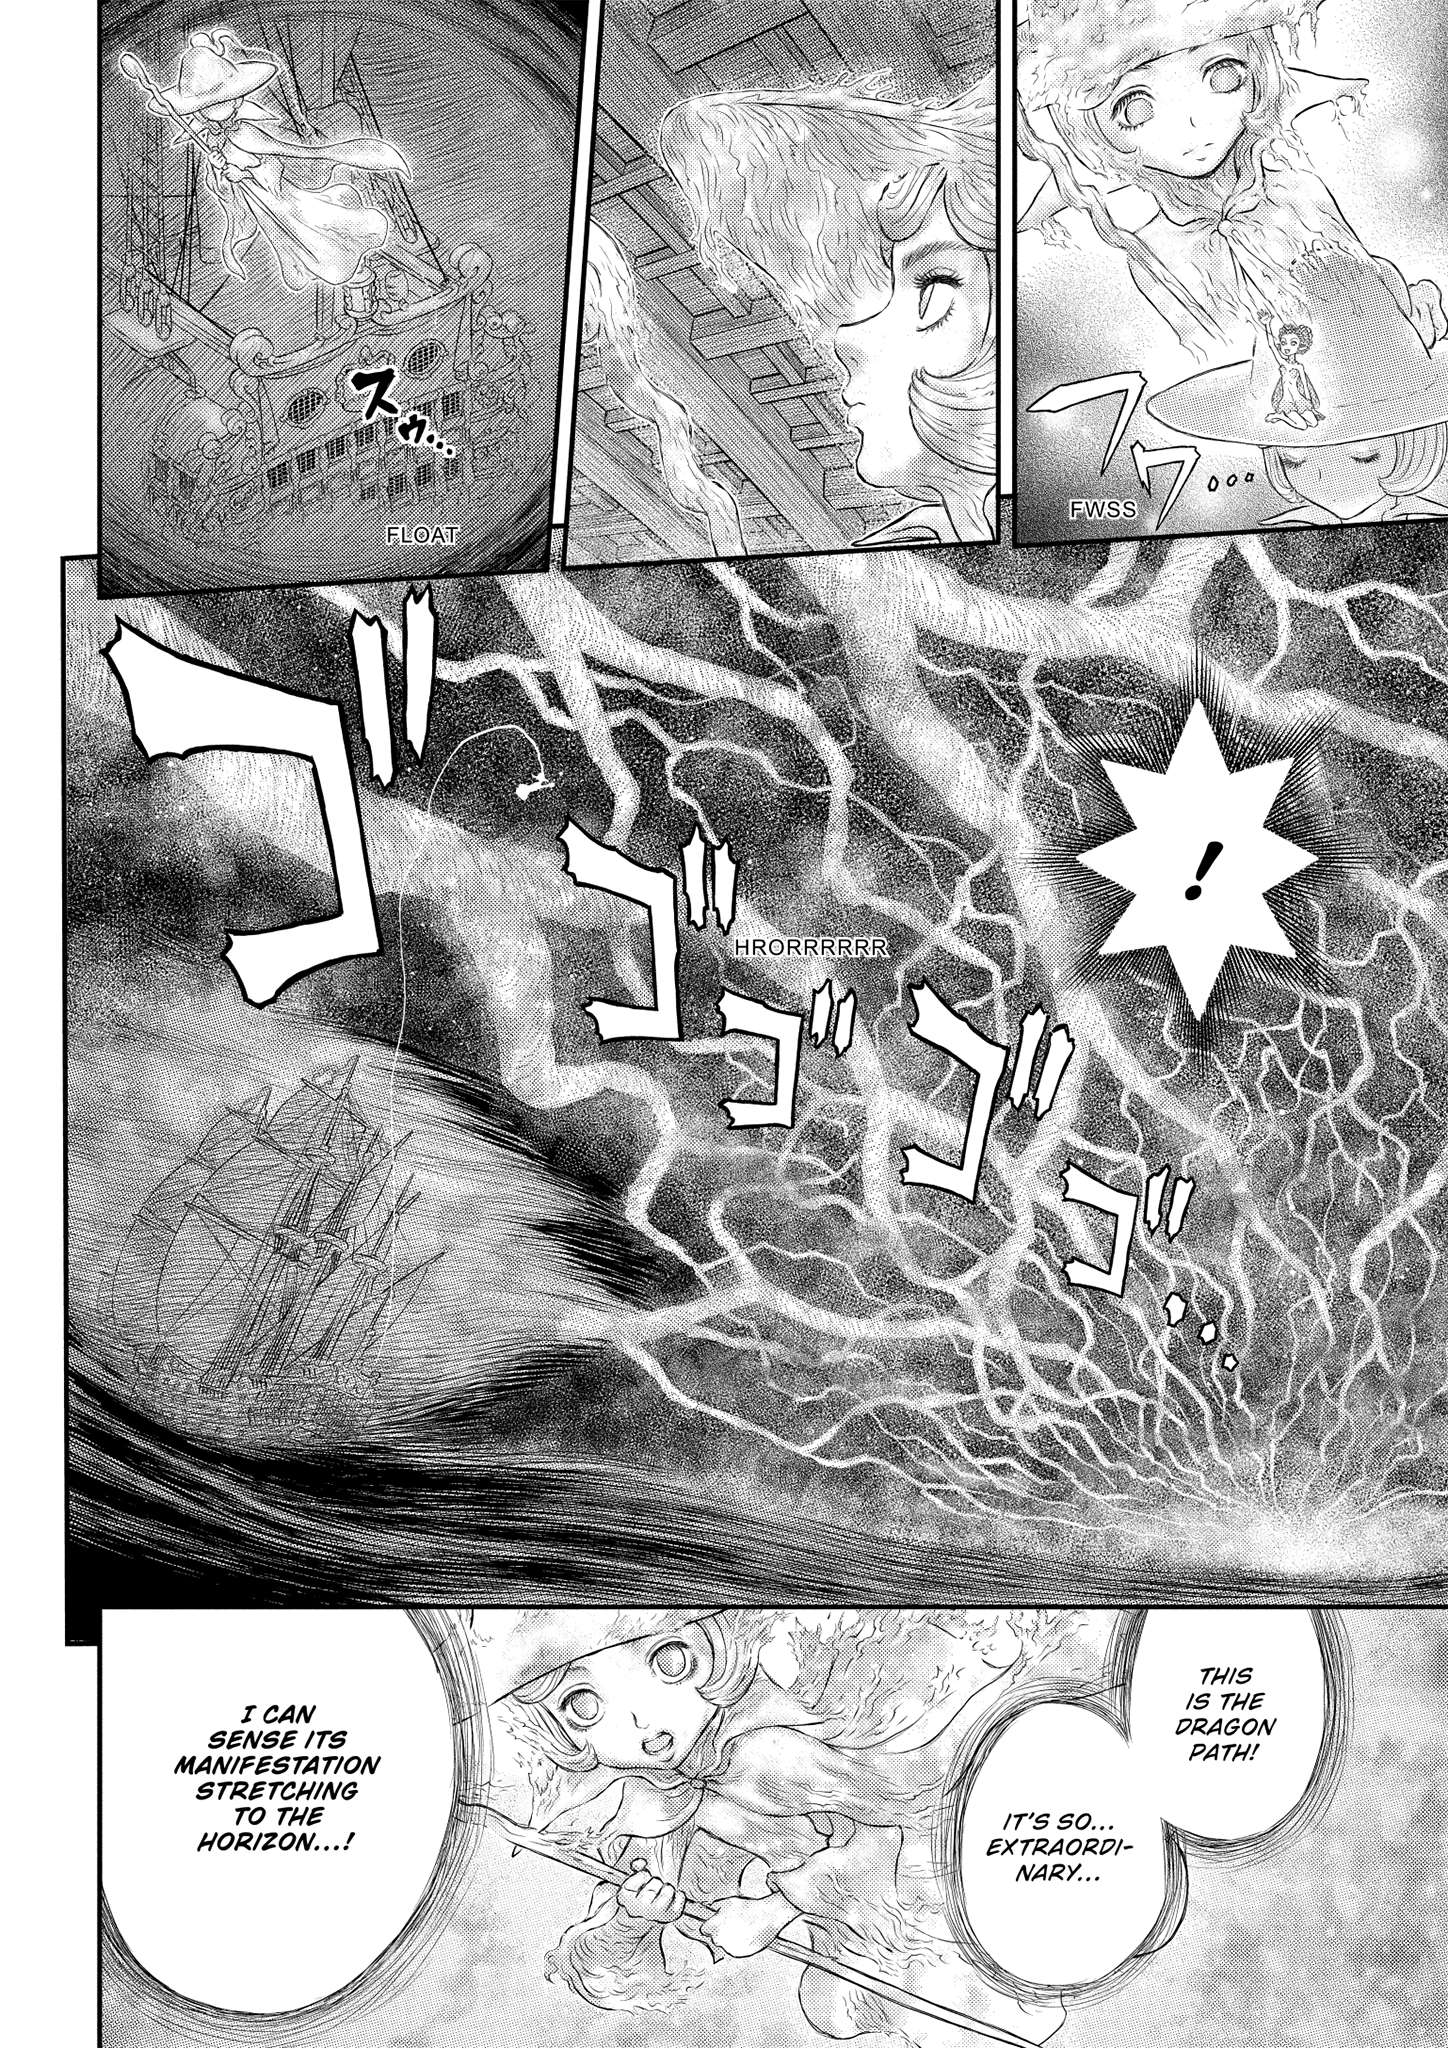 フワ...
FWSS
スゥ...
FLOAT
!
ゴゴゴゴゴ...
HRORRRRRR
THIS
IS THE
DRAGON
PATH!
IT'S SO...
EXTRAORDI-
NARY...
I CAN
SENSE ITS
MANIFESTATION
STRETCHING
TO THE
HORIZON...!